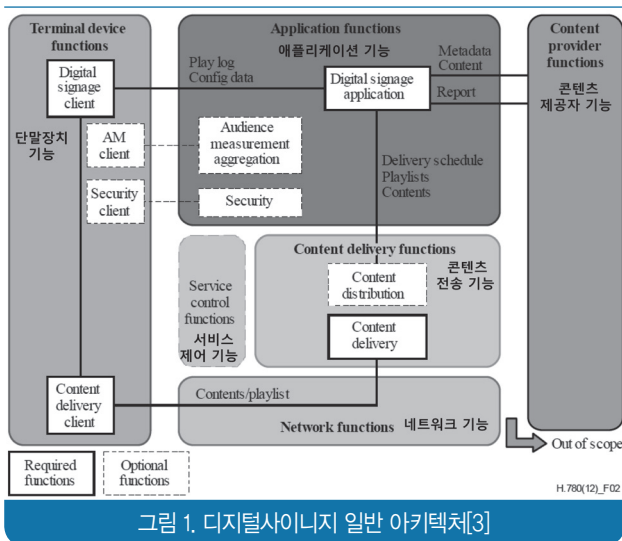 Terminal device
functions
Digital
signage
client
단말장치
기능
AM
client
Security
client
Content
delivery
client
Application functions
애플리케이션 기능
Play log
Config data
Digital signage
application
Audience
measurement
aggregation
Security
Metadata
Content
Report
Delivery schedule
Playlists
Contents
Content
provider
functions
콘텐츠
제공자 기능
Service
control
functions
서비스
제어 기능
Content delivery functions
Content
distribution
콘텐츠
전송 기능
Content
delivery
Contents/playlist
Network functions 네트워크 기능
Out of scope
Required
functions
Optional
functions
H.780(12)_F02
그림 1. 디지털사이니지 일반 아키텍처[3]